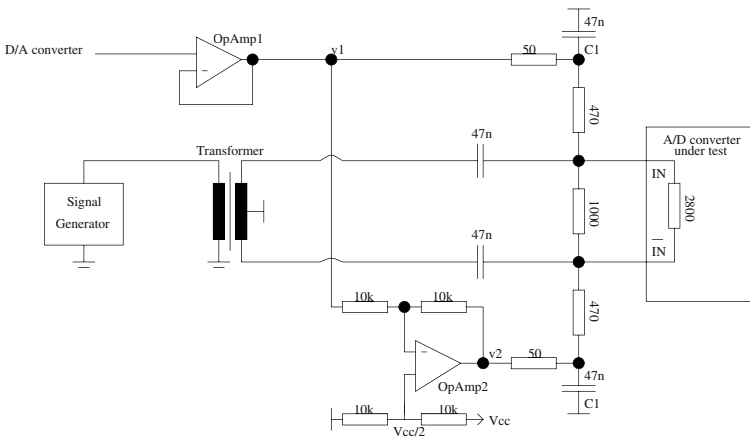 47n
OpAmp1
C1
D/A converter
v1
50
−
470
47n
A/D converter
under test
Transformer
IN
Signal
Generator
1000
2800
47n
IN
10k
10k
470
v2
50
−
47n
OpAmp2
C1
10k
10k
Vcc
Vcc/2